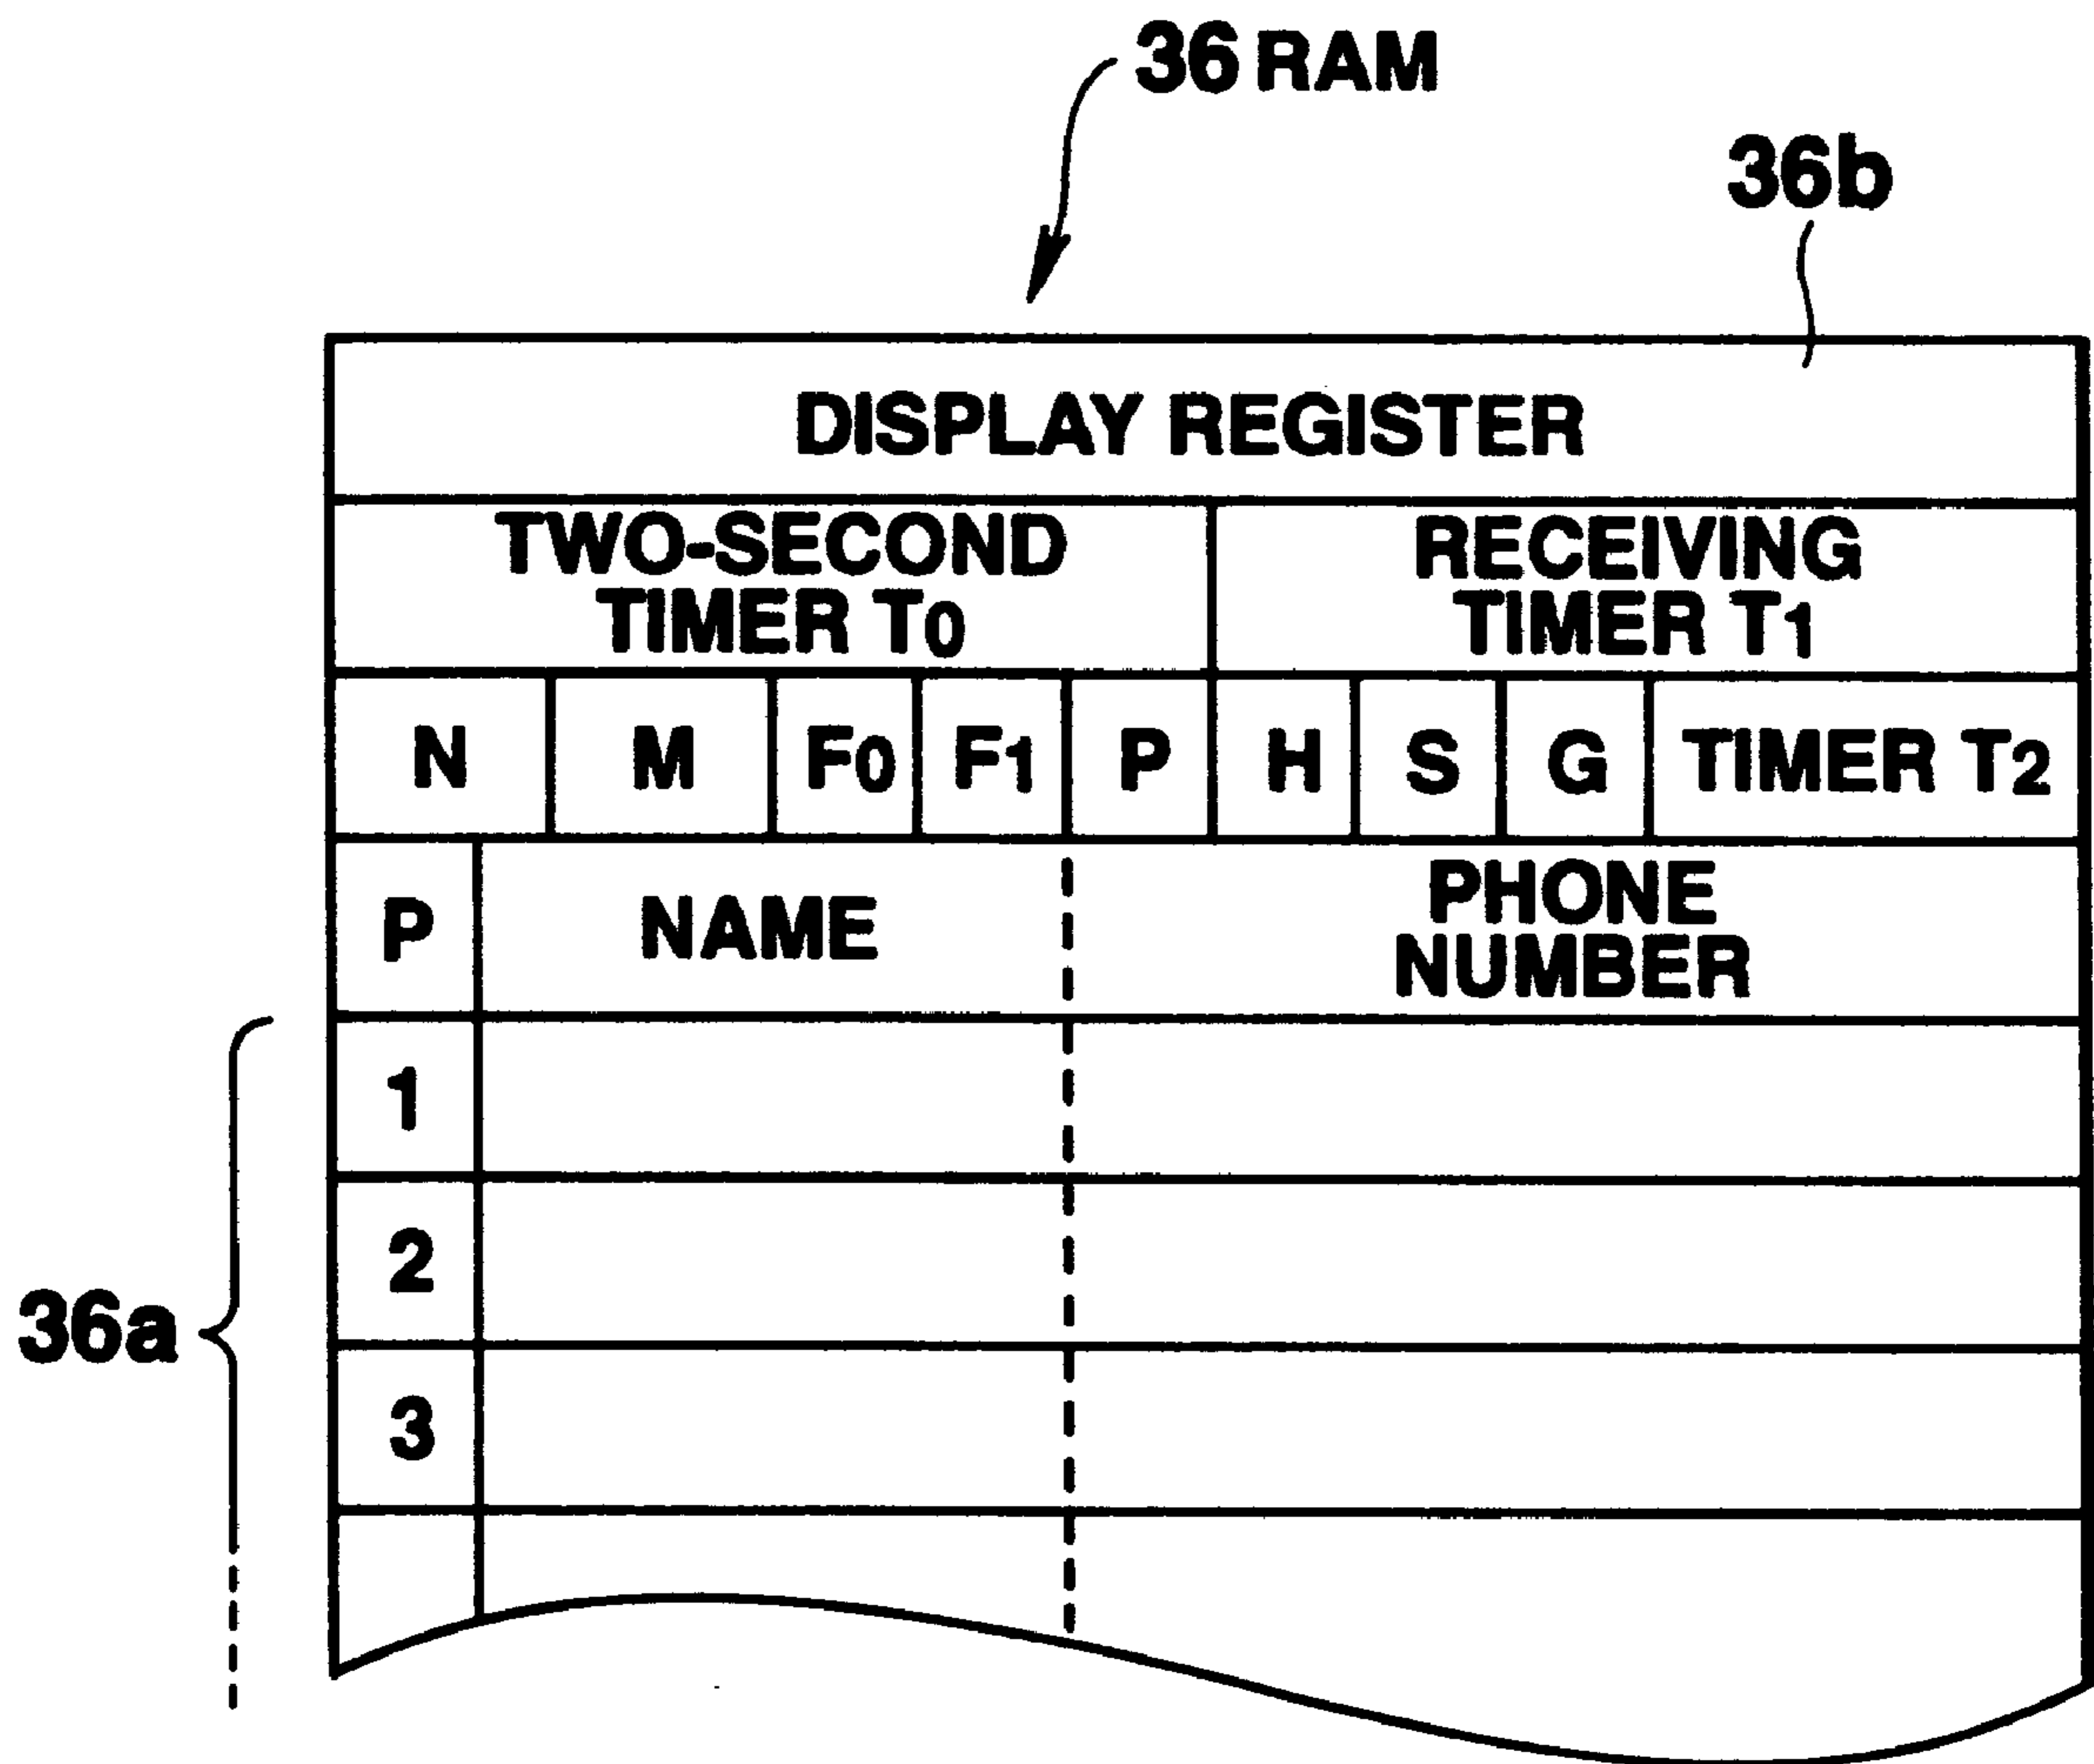 36 RAM
36b
DISPLAY REGISTER
TWO-SECOND
TIMER T0
RECEIVING
TIMER T1
N M F0 F1 P H S G TIMER T2
P NAME PHONE
NUMBER
1
2
36a
3